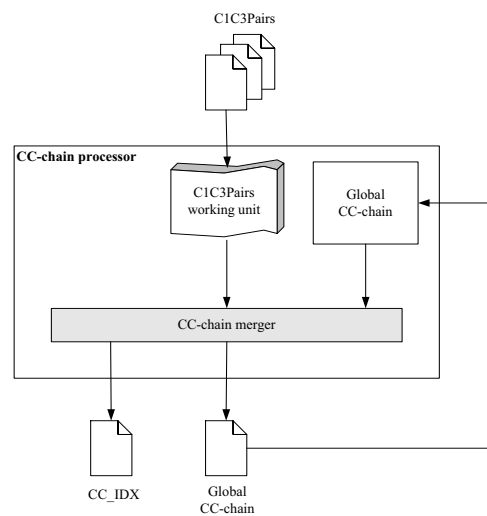 C1C3Pairs
CC-chain processor
C1C3Pairs
working unit
Global
CC-chain
CC-chain merger
CC_IDX
Global
CC-chain